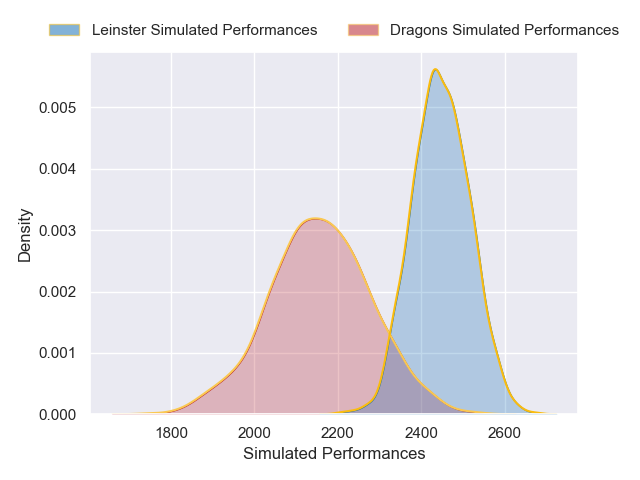 Leinster Simulated Performances
Dragons Simulated Performances
0.005
0.004
0.003
0.002
0.001
0.000
Density
1800
2000
2200
2400
2600
Simulated Performances